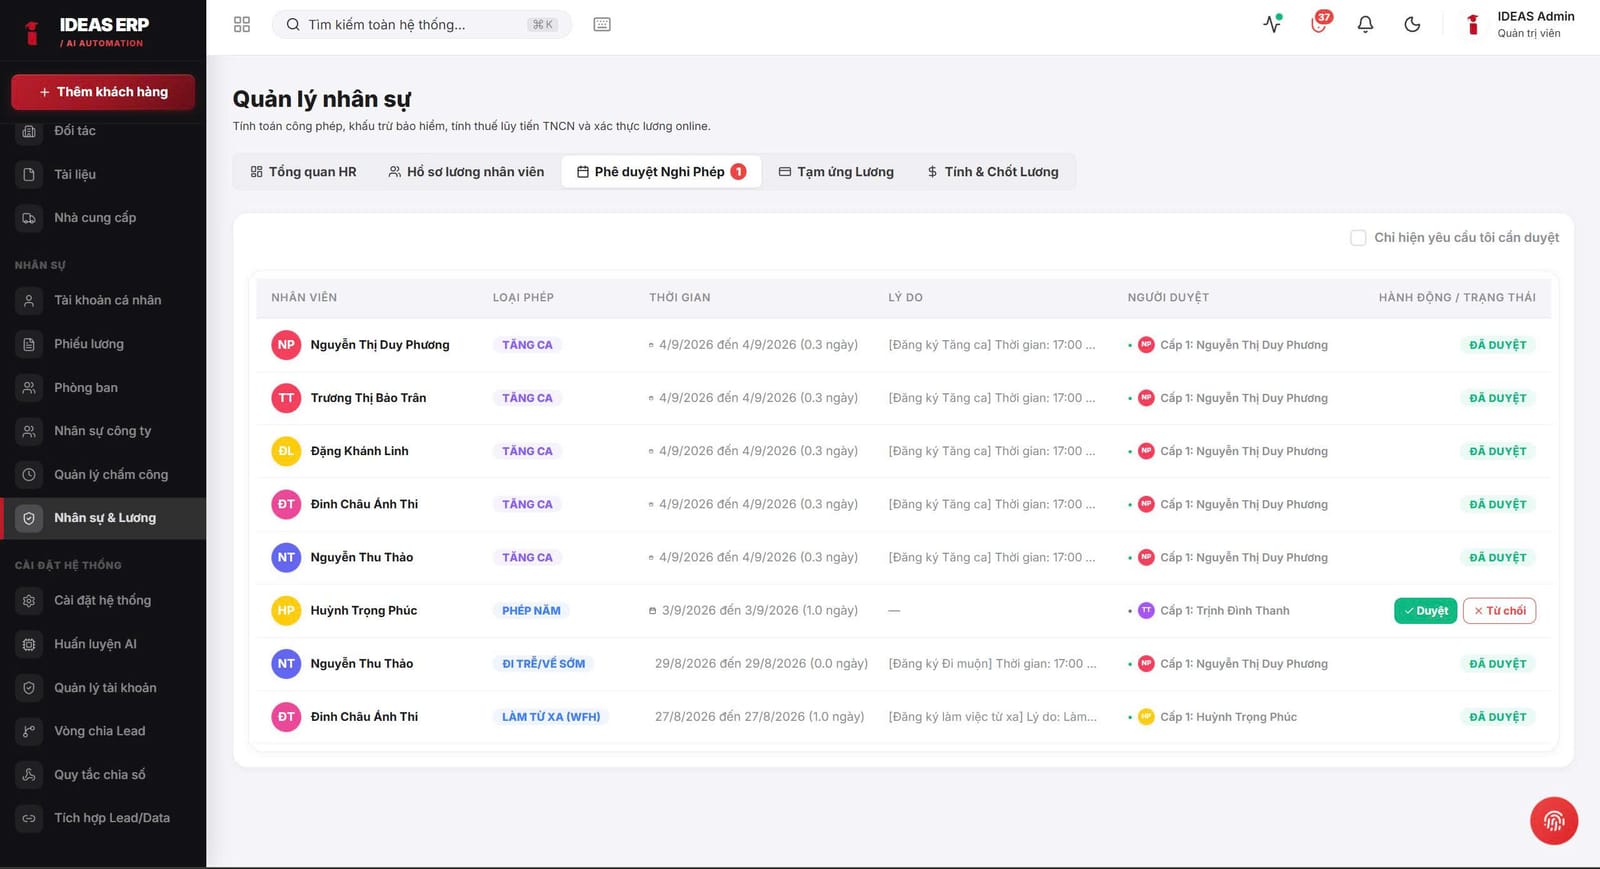 IDEAS ERP
/ AI AUTOMATION
Tìm kiếm toàn hệ thống...
⌘K
37
IDEAS Admin
Quản trị viên
+ Thêm khách hàng
Đối tác
Tài liệu
Nhà cung cấp
NHÂN SỰ
Tài khoản cá nhân
Phiếu lương
Phòng ban
Nhân sự công ty
Quản lý chấm công
Nhân sự & Lương
CÀI ĐẶT HỆ THỐNG
Cài đặt hệ thống
Huấn luyện AI
Quản lý tài khoản
Vòng chia Lead
Quy tắc chia số
Tích hợp Lead/Data
Quản lý nhân sự
Tính toán công phép, khấu trừ bảo hiểm, tính thuế lũy tiến TNCN và xác thực lương online.
Tổng quan HR
Hồ sơ lương nhân viên
Phê duyệt Nghỉ Phép 1
Tạm ứng Lương
$ Tính & Chốt Lương
Chỉ hiện yêu cầu tôi cần duyệt
NHÂN VIÊN LOẠI PHÉP THỜI GIAN LÝ DO NGƯỜI DUYỆT HÀNH ĐỘNG / TRẠNG THÁI
NP Nguyễn Thị Duy Phương TĂNG CA 4/9/2026 đến 4/9/2026 (0.3 ngày) [Đăng ký Tăng ca] Thời gian: 17:00 ... NP Cấp 1: Nguyễn Thị Duy Phương ĐÃ DUYỆT
TT Trương Thị Bảo Trân TĂNG CA 4/9/2026 đến 4/9/2026 (0.3 ngày) [Đăng ký Tăng ca] Thời gian: 17:00 ... NP Cấp 1: Nguyễn Thị Duy Phương ĐÃ DUYỆT
ĐL Đặng Khánh Linh TĂNG CA 4/9/2026 đến 4/9/2026 (0.3 ngày) [Đăng ký Tăng ca] Thời gian: 17:00 ... NP Cấp 1: Nguyễn Thị Duy Phương ĐÃ DUYỆT
ĐT Đinh Châu Ánh Thi TĂNG CA 4/9/2026 đến 4/9/2026 (0.3 ngày) [Đăng ký Tăng ca] Thời gian: 17:00 ... NP Cấp 1: Nguyễn Thị Duy Phương ĐÃ DUYỆT
NT Nguyễn Thu Thảo TĂNG CA 4/9/2026 đến 4/9/2026 (0.3 ngày) [Đăng ký Tăng ca] Thời gian: 17:00 ... NP Cấp 1: Nguyễn Thị Duy Phương ĐÃ DUYỆT
HP Huỳnh Trọng Phúc PHÉP NĂM 3/9/2026 đến 3/9/2026 (1.0 ngày) — TT Cấp 1: Trịnh Đình Thanh Duyệt Từ chối
NT Nguyễn Thu Thảo ĐI TRỄ/VỀ SỚM 29/8/2026 đến 29/8/2026 (0.0 ngày) [Đăng ký Đi muộn] Thời gian: 17:00 ... NP Cấp 1: Nguyễn Thị Duy Phương ĐÃ DUYỆT
ĐT Đinh Châu Ánh Thi LÀM TỪ XA (WFH) 27/8/2026 đến 27/8/2026 (1.0 ngày) [Đăng ký làm việc từ xa] Lý do: Làm... HP Cấp 1: Huỳnh Trọng Phúc ĐÃ DUYỆT